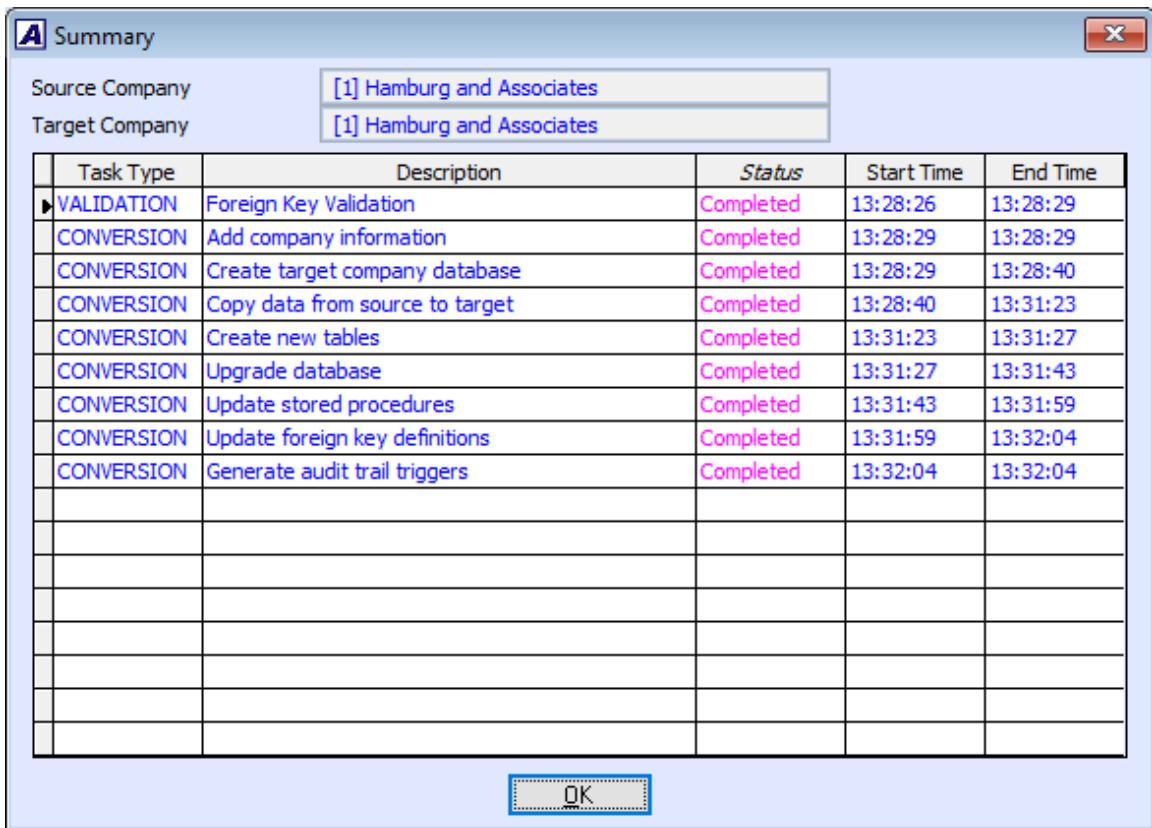 Summary
Source Company [1] Hamburg and Associates
Target Company [1] Hamburg and Associates
Task Type Description Status Start Time End Time
VALIDATION Foreign Key Validation Completed 13:28:26 13:28:29
CONVERSION Add company information Completed 13:28:29 13:28:29
CONVERSION Create target company database Completed 13:28:29 13:28:40
CONVERSION Copy data from source to target Completed 13:28:40 13:31:23
CONVERSION Create new tables Completed 13:31:23 13:31:27
CONVERSION Upgrade database Completed 13:31:27 13:31:43
CONVERSION Update stored procedures Completed 13:31:43 13:31:59
CONVERSION Update foreign key definitions Completed 13:31:59 13:32:04
CONVERSION Generate audit trail triggers Completed 13:32:04 13:32:04
OK